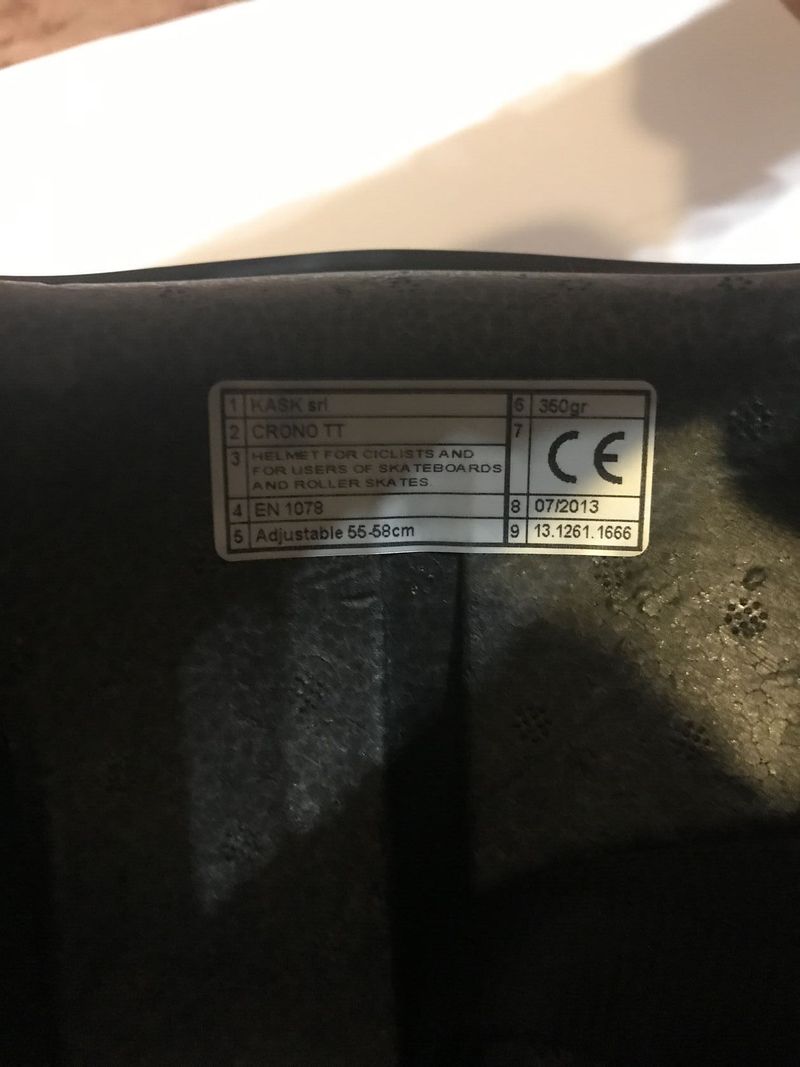 1 KASK srl
2 CRONO TT
3 HELMET FOR CICLISTS AND
FOR USERS OF SKATEBOARDS
AND ROLLER SKATES.
4 EN 1078
5 Adjustable 55-58cm
6 350gr
7 CE
8 07/2013
9 13.1261.1666